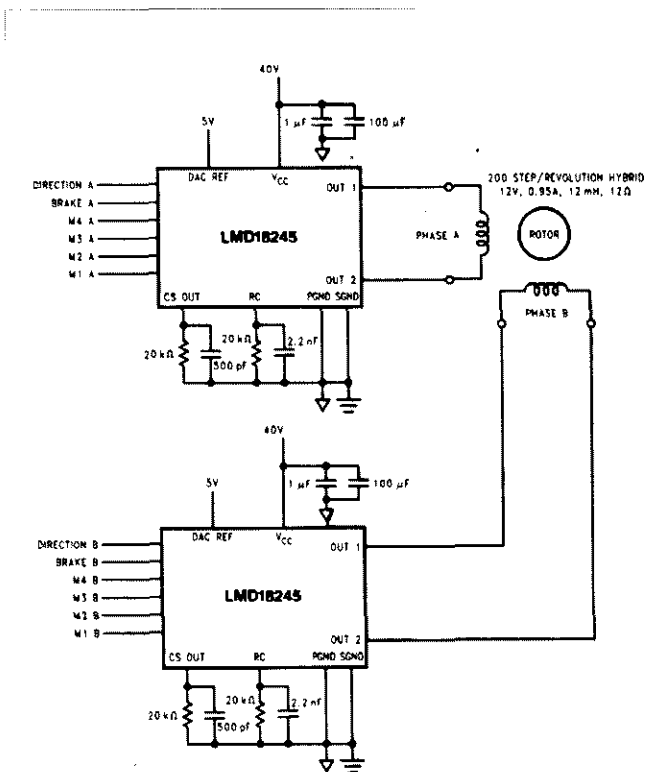 40V
5V
1 µF
100 µF
DAC REF
VCC
DIRECTION A
BRAKE A
M4 A
M3 A
M2 A
M1 A
LMD18245
OUT 1
OUT 2
CS OUT
RC
PGND SGND
20 kΩ
500 pf
20 kΩ
2.2 nF
PHASE A
200 STEP/REVOLUTION HYBRID
12V, 0.95A, 12 mH, 12Ω
ROTOR
PHASE B
40V
5V
1 µF
100 µF
DAC REF
VCC
DIRECTION B
BRAKE B
M4 B
M3 B
M2 B
M1 B
LMD18245
OUT 1
OUT 2
CS OUT
RC
PGND SGND
20 kΩ
500 pf
20 kΩ
2.2 nF